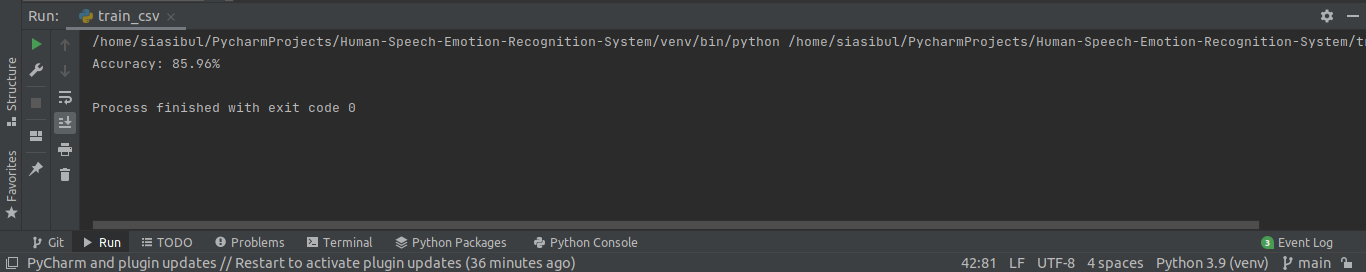 Run: train_csv
/home/siasibul/PycharmProjects/Human-Speech-Emotion-Recognition-System/venv/bin/python /home/siasibul/PycharmProjects/Human-Speech-Emotion-Recognition-System/t
Accuracy: 85.96%
Process finished with exit code 0
Structure
Favorites
Git Run TODO Problems Terminal Python Packages Python Console 3 Event Log
PyCharm and plugin updates // Restart to activate plugin updates (36 minutes ago) 42:81 LF UTF-8 4 spaces Python 3.9 (venv) main